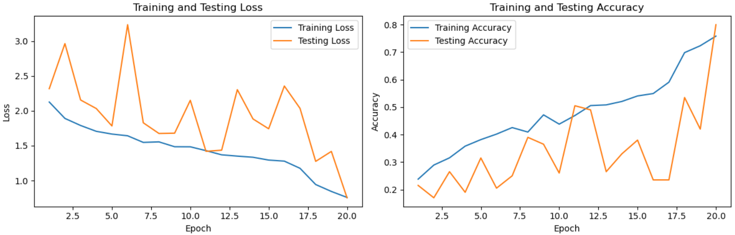 Training and Testing Loss
Training Loss
Testing Loss
Loss
3.0
2.5
2.0
1.5
1.0
2.5
5.0
7.5
10.0
12.5
15.0
17.5
20.0
Epoch
Training and Testing Accuracy
Training Accuracy
Testing Accuracy
Accuracy
0.8
0.7
0.6
0.5
0.4
0.3
0.2
2.5
5.0
7.5
10.0
12.5
15.0
17.5
20.0
Epoch